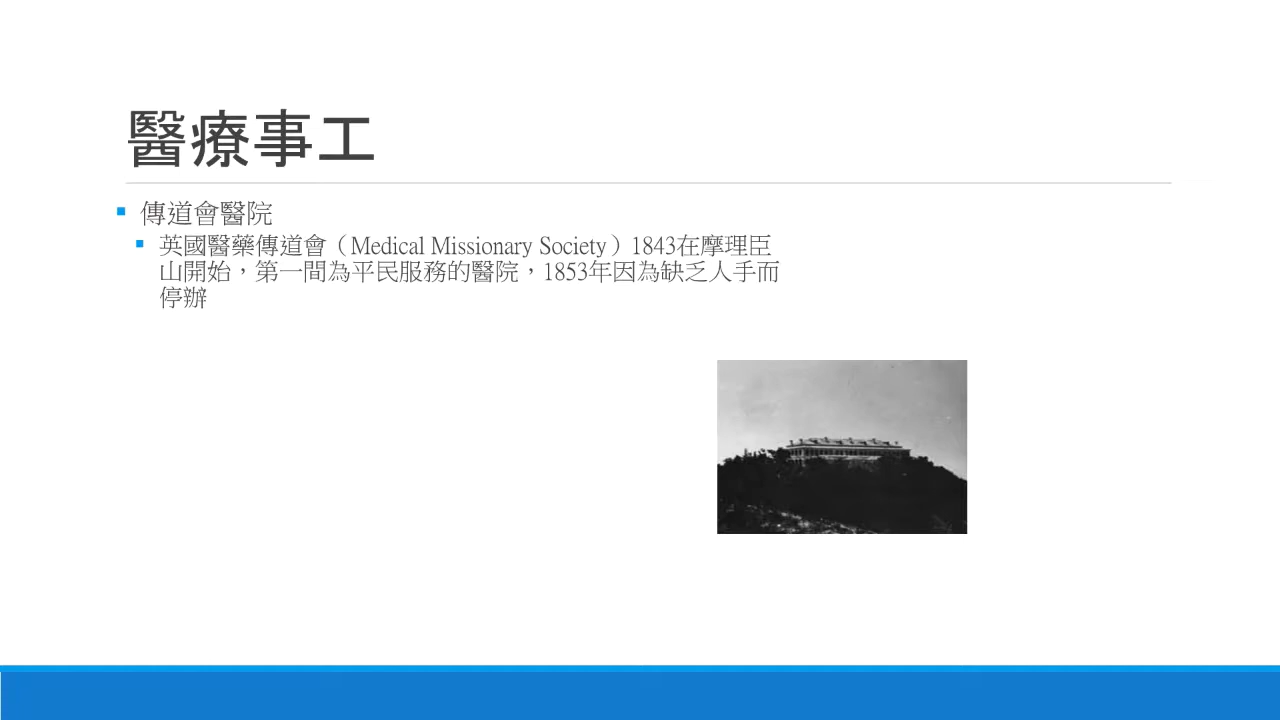 醫療事工
傳道會醫院
英國醫藥傳道會（Medical Missionary Society）1843在摩理臣
山開始，第一間為平民服務的醫院，1853年因為缺乏人手而
停辦